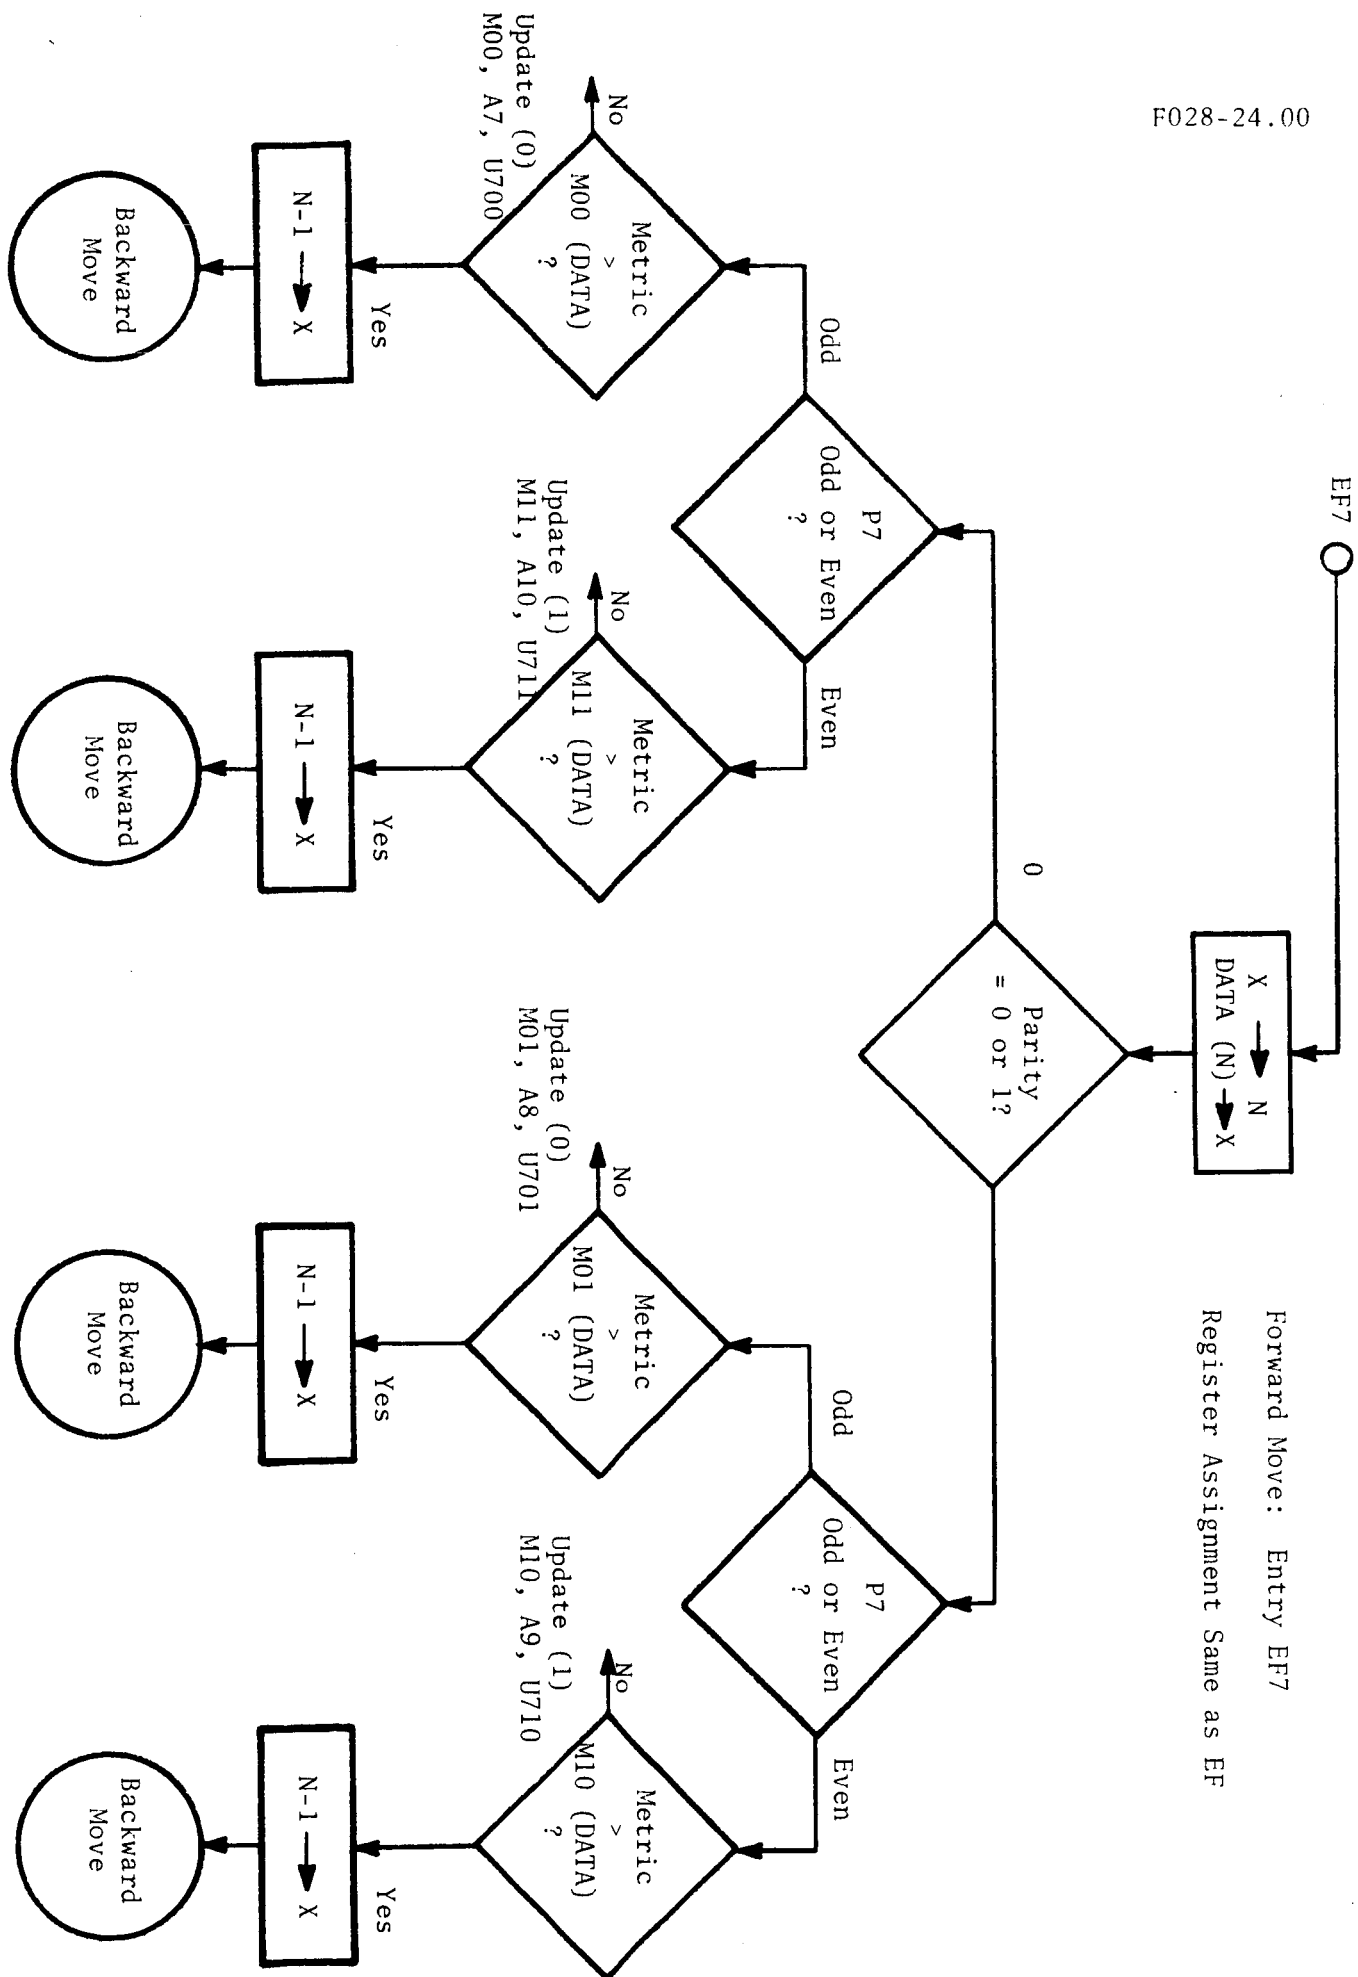 F028-24.00
Forward Move: Entry EF7
Register Assignment Same as EF
EF7
X → N
DATA (N) → X
Parity
= 0 or 1?
0
P7
Odd or Even
?
Odd
Even
P7
Odd or Even
?
Odd
Even
Metric
>
M00 (DATA)
?
No
Update (0)
M00, A7, U700
Yes
N-1 → X
Backward
Move
Metric
>
M11 (DATA)
?
No
Update (1)
M11, A10, U711
Yes
N-1 → X
Backward
Move
Metric
>
M01 (DATA)
?
No
Update (0)
M01, A8, U701
Yes
N-1 → X
Backward
Move
Metric
>
M10 (DATA)
?
No
Update (1)
M10, A9, U710
Yes
N-1 → X
Backward
Move